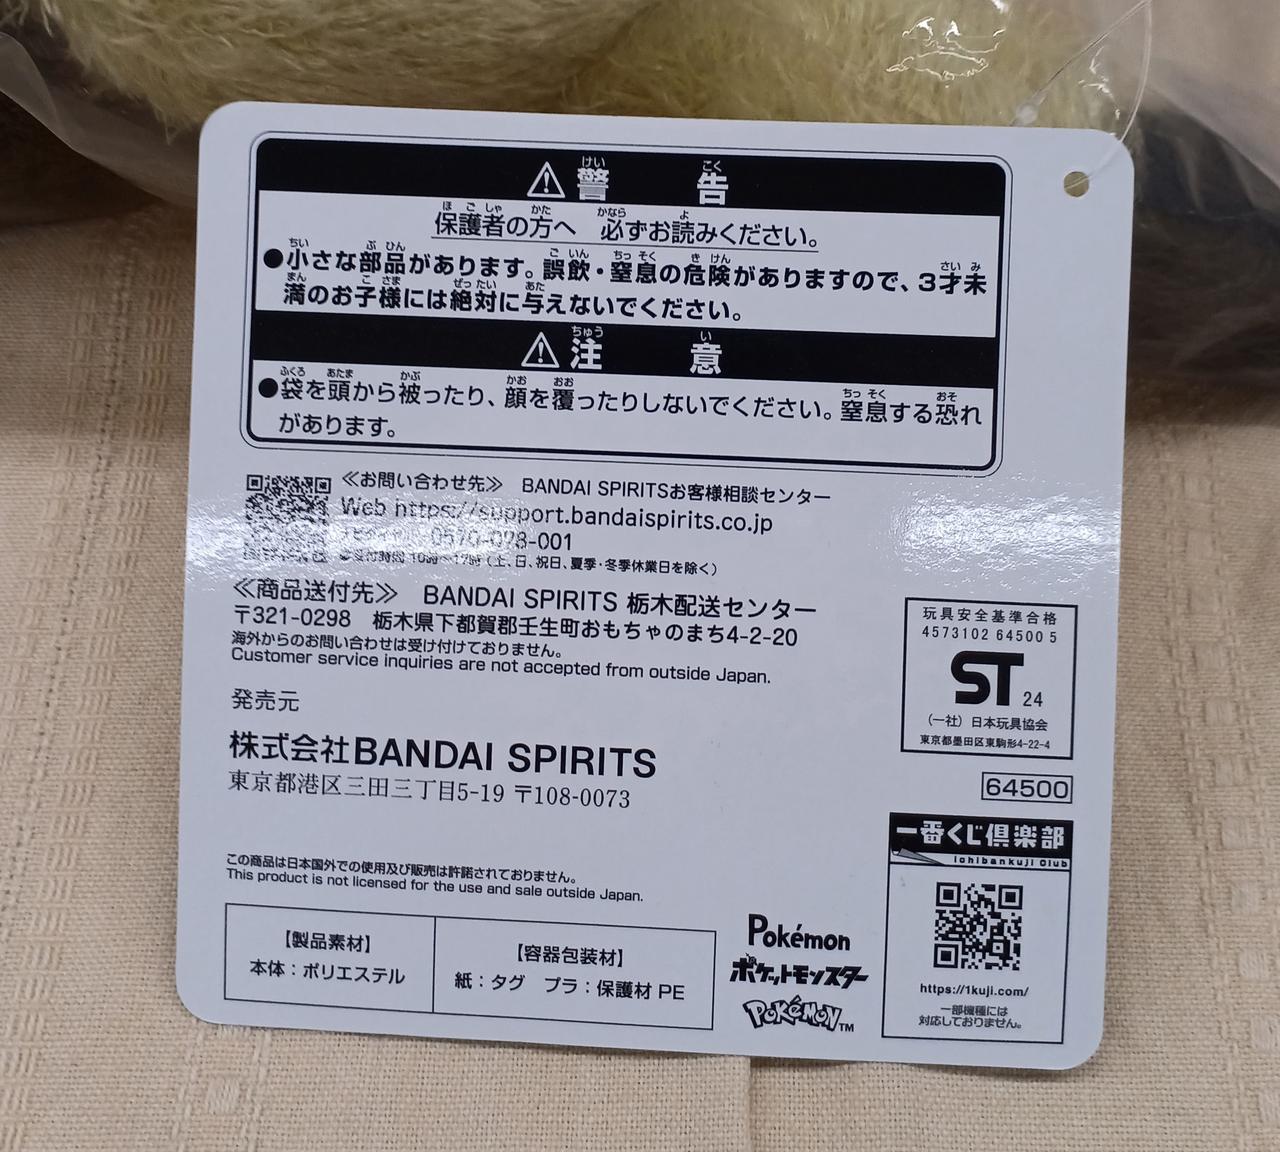 ⚠警告
保護者の方へ 必ずお読みください。
●小さな部品があります。誤飲・窒息の危険がありますので、3才未
満のお子様には絶対に与えないでください。
⚠注意
●袋を頭から被ったり、顔を覆ったりしないでください。窒息する恐れ
があります。
≪お問い合わせ先≫ BANDAI SPIRITSお客様相談センター
Web https://support.bandaispirits.co.jp
0570-078-001
●受付時間 10時~17時(土、日、祝日、夏季・冬季休業日を除く)
≪商品送付先≫ BANDAI SPIRITS 栃木配送センター
〒321-0298 栃木県下都賀郡壬生町おもちゃのまち4-2-20
海外からのお問い合わせは受け付けておりません。
Customer service inquiries are not accepted from outside Japan.
発売元
株式会社BANDAI SPIRITS
東京都港区三田三丁目5-19 〒108-0073
玩具安全基準合格
4573102 64500 5
ST 24
(一社)日本玩具協会
東京都墨田区東駒形4-22-4
64500
一番くじ倶楽部
ichibankuji Club
https://1kuji.com/
一部機種には
対応しておりません。
この商品は日本国外での使用及び販売は許諾されておりません。
This product is not licensed for the use and sale outside Japan.
【製品素材】
本体:ポリエステル
【容器包装材】
紙:タグ プラ:保護材 PE
Pokémon
ポケットモンスター
POKéMON™